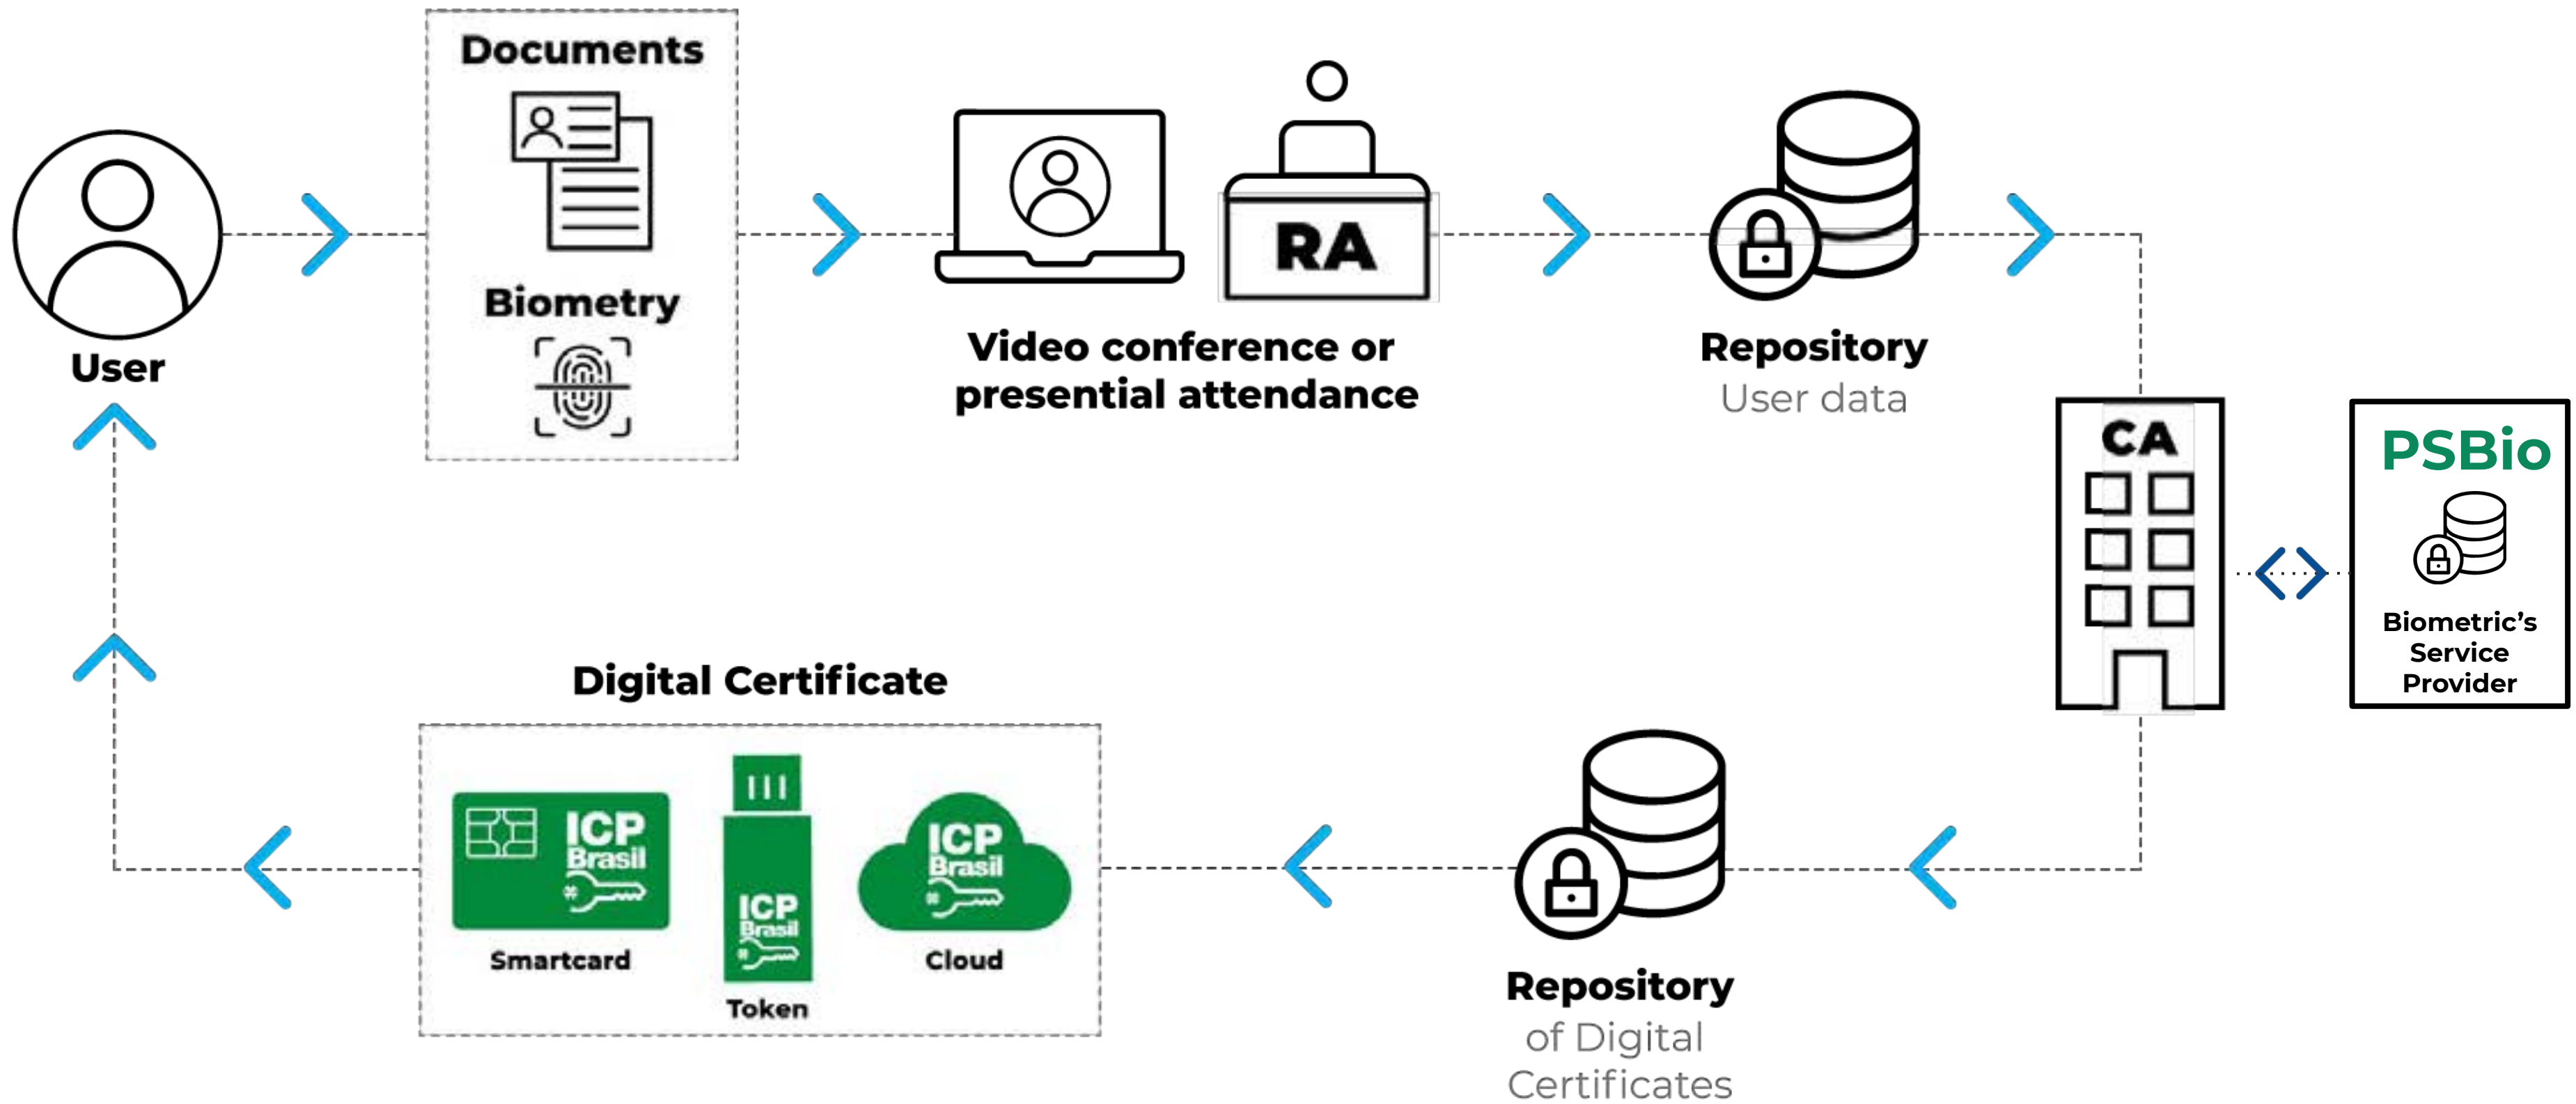 User
Documents
Biometry
RA
Video conference or
presential attendance
Repository
User data
CA
PSBio
Biometric’s
Service
Provider
Digital Certificate
ICP
Brasil
Smartcard
ICP
Brasil
Token
ICP
Brasil
Cloud
Repository
of Digital
Certificates